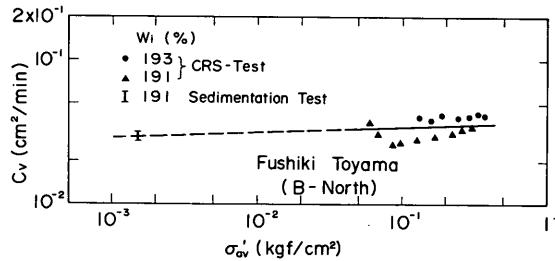 2x10⁻¹
10⁻¹
10⁻²
Cv (cm²/min)
Wi (%)
● 193
▲ 191
} CRS-Test
I 191 Sedimentation Test
Fushiki Toyama
(B-North)
10⁻³ 10⁻² 10⁻¹ 1
σ'av (kgf/cm²)